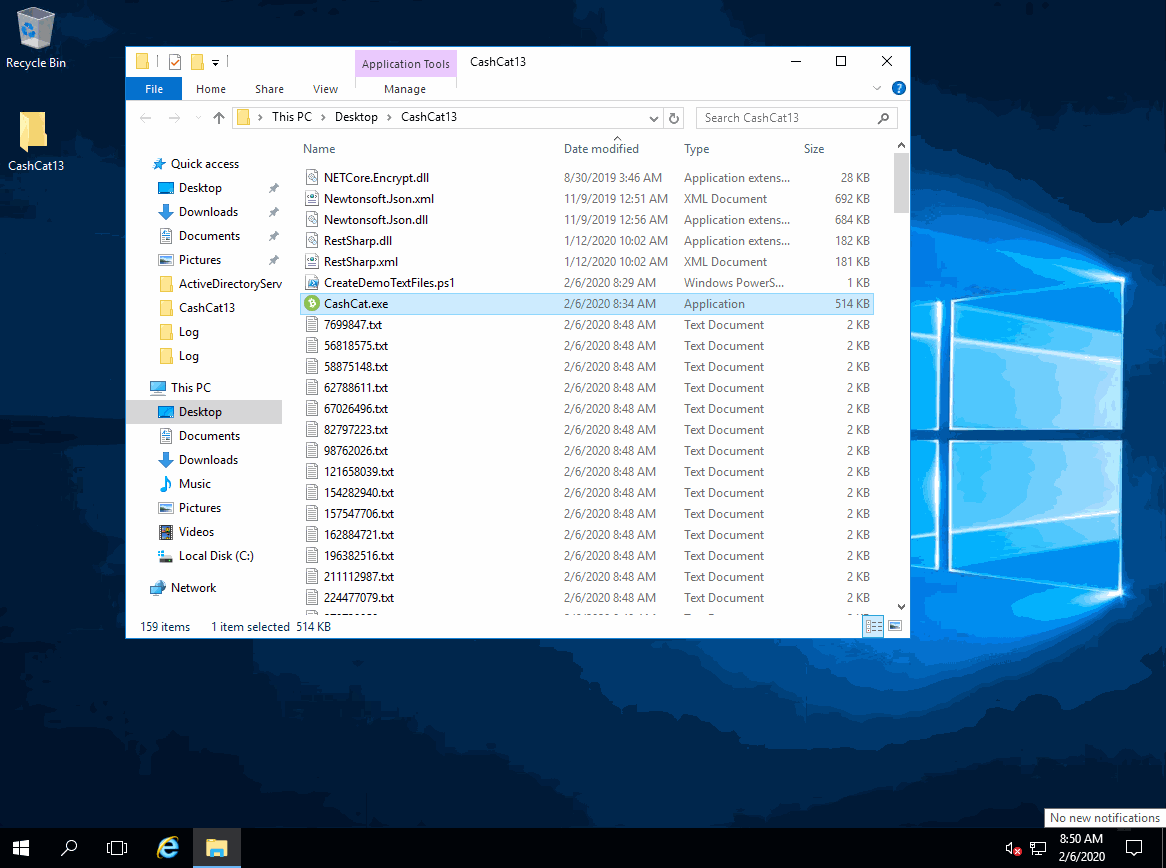 Recycle Bin
CashCat13
Application Tools
CashCat13
File
Home
Share
View
Manage
This PC
Desktop
CashCat13
Search CashCat13
Name
Date modified
Type
Size
Quick access
Desktop
Downloads
Documents
Pictures
ActiveDirectoryServ
CashCat13
Log
Log
This PC
Desktop
Documents
Downloads
Music
Pictures
Videos
Local Disk (C:)
Network
NETCore.Encrypt.dll 8/30/2019 3:46 AM Application extens... 28 KB
Newtonsoft.Json.xml 11/9/2019 12:51 AM XML Document 692 KB
Newtonsoft.Json.dll 11/9/2019 12:56 AM Application extens... 684 KB
RestSharp.dll 1/12/2020 10:02 AM Application extens... 182 KB
RestSharp.xml 1/12/2020 10:02 AM XML Document 181 KB
CreateDemoTextFiles.ps1 2/6/2020 8:29 AM Windows PowerS... 1 KB
CashCat.exe 2/6/2020 8:34 AM Application 514 KB
7699847.txt 2/6/2020 8:48 AM Text Document 2 KB
56818575.txt 2/6/2020 8:48 AM Text Document 2 KB
58875148.txt 2/6/2020 8:48 AM Text Document 2 KB
62788611.txt 2/6/2020 8:48 AM Text Document 2 KB
67026496.txt 2/6/2020 8:48 AM Text Document 2 KB
82797223.txt 2/6/2020 8:48 AM Text Document 2 KB
98762026.txt 2/6/2020 8:48 AM Text Document 2 KB
121658039.txt 2/6/2020 8:48 AM Text Document 2 KB
154282940.txt 2/6/2020 8:48 AM Text Document 2 KB
157547706.txt 2/6/2020 8:48 AM Text Document 2 KB
162884721.txt 2/6/2020 8:48 AM Text Document 2 KB
196382516.txt 2/6/2020 8:48 AM Text Document 2 KB
211112987.txt 2/6/2020 8:48 AM Text Document 2 KB
224477079.txt 2/6/2020 8:48 AM Text Document 2 KB
159 items 1 item selected 514 KB
No new notifications
8:50 AM
2/6/2020